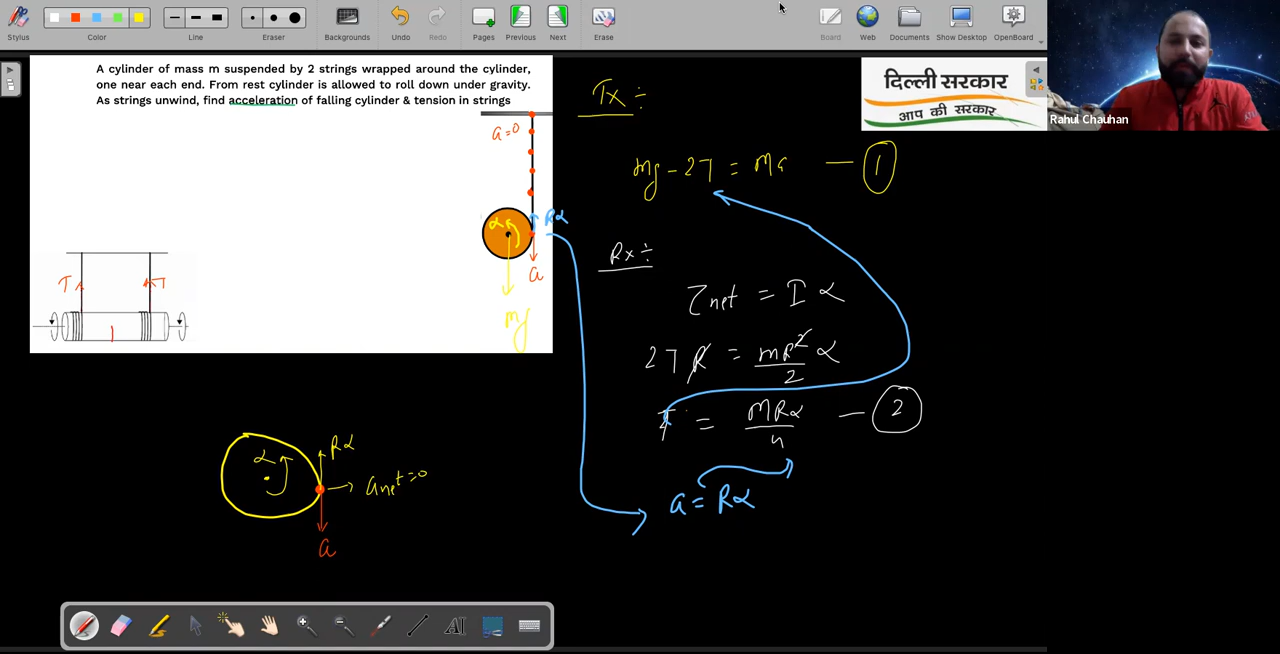 Stylus
Color
Line
Eraser
Backgrounds
Undo
Redo
Pages
Previous
Next
Erase
Board
Web
Documents
Show Desktop
OpenBoard
A cylinder of mass m suspended by 2 strings wrapped around the cylinder,
one near each end. From rest cylinder is allowed to roll down under gravity.
As strings unwind, find acceleration of falling cylinder & tension in strings
a=0
α
Rα
a
mg
T
T
Tx ÷
mg - 2T = Ma — 1
Rx ÷
τnet = I α
2TR = mR²/2 α
T = MRα/4 — 2
a = Rα
α
Rα
anet=0
a
दिल्ली सरकार
आप की सरकार
Rahul Chauhan
AI